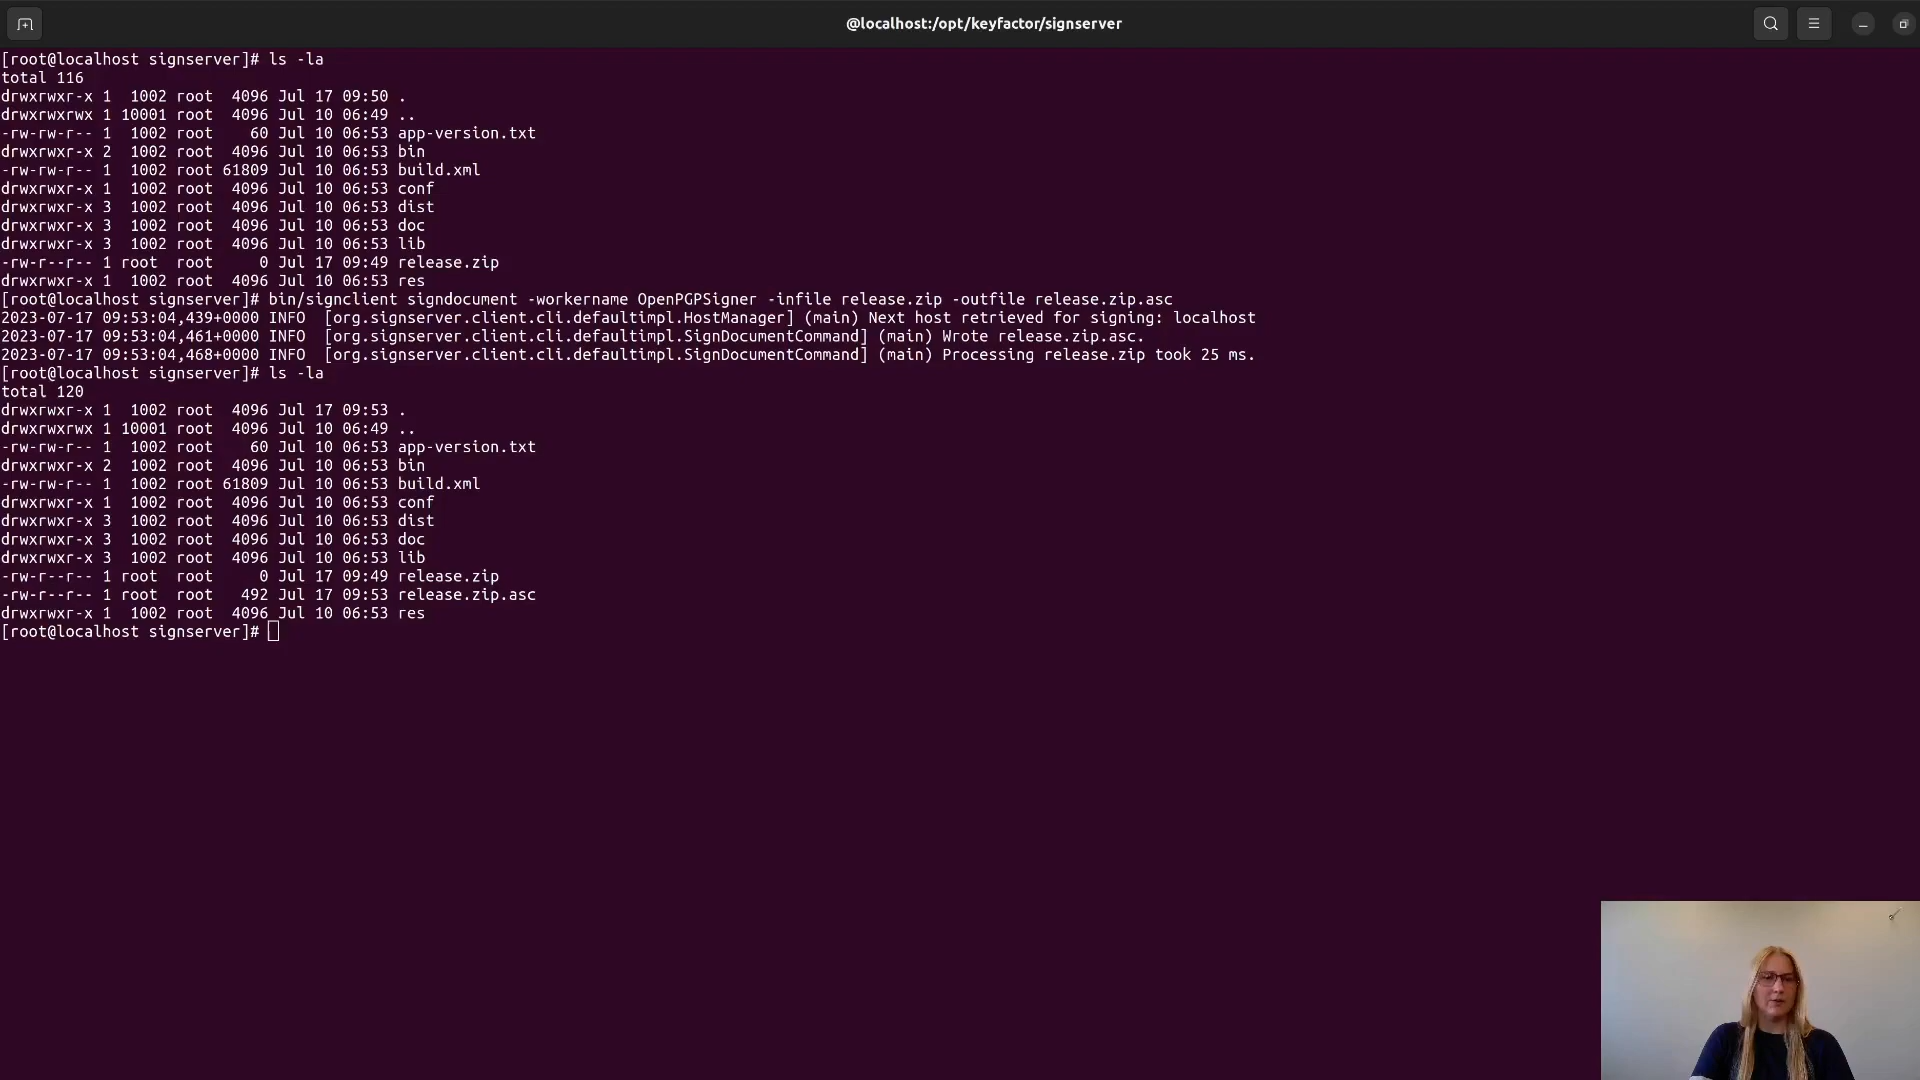 @localhost:/opt/keyfactor/signserver
[root@localhost signserver]# ls -la
total 116
drwxrwxr-x 1  1002 root  4096 Jul 17 09:50 .
drwxrwxrwx 1 10001 root  4096 Jul 10 06:49 ..
-rw-rw-r-- 1  1002 root    60 Jul 10 06:53 app-version.txt
drwxrwxr-x 2  1002 root  4096 Jul 10 06:53 bin
-rw-rw-r-- 1  1002 root 61809 Jul 10 06:53 build.xml
drwxrwxr-x 1  1002 root  4096 Jul 10 06:53 conf
drwxrwxr-x 3  1002 root  4096 Jul 10 06:53 dist
drwxrwxr-x 3  1002 root  4096 Jul 10 06:53 doc
drwxrwxr-x 3  1002 root  4096 Jul 10 06:53 lib
-rw-r--r-- 1 root  root     0 Jul 17 09:49 release.zip
drwxrwxr-x 1  1002 root  4096 Jul 10 06:53 res
[root@localhost signserver]# bin/signclient signdocument -workername OpenPGPSigner -infile release.zip -outfile release.zip.asc
2023-07-17 09:53:04,439+0000 INFO  [org.signserver.client.cli.defaultimpl.HostManager] (main) Next host retrieved for signing: localhost
2023-07-17 09:53:04,461+0000 INFO  [org.signserver.client.cli.defaultimpl.SignDocumentCommand] (main) Wrote release.zip.asc.
2023-07-17 09:53:04,468+0000 INFO  [org.signserver.client.cli.defaultimpl.SignDocumentCommand] (main) Processing release.zip took 25 ms.
[root@localhost signserver]# ls -la
total 120
drwxrwxr-x 1  1002 root  4096 Jul 17 09:53 .
drwxrwxrwx 1 10001 root  4096 Jul 10 06:49 ..
-rw-rw-r-- 1  1002 root    60 Jul 10 06:53 app-version.txt
drwxrwxr-x 2  1002 root  4096 Jul 10 06:53 bin
-rw-rw-r-- 1  1002 root 61809 Jul 10 06:53 build.xml
drwxrwxr-x 1  1002 root  4096 Jul 10 06:53 conf
drwxrwxr-x 3  1002 root  4096 Jul 10 06:53 dist
drwxrwxr-x 3  1002 root  4096 Jul 10 06:53 doc
drwxrwxr-x 3  1002 root  4096 Jul 10 06:53 lib
-rw-r--r-- 1 root  root     0 Jul 17 09:49 release.zip
-rw-r--r-- 1 root  root   492 Jul 17 09:53 release.zip.asc
drwxrwxr-x 1  1002 root  4096 Jul 10 06:53 res
[root@localhost signserver]#